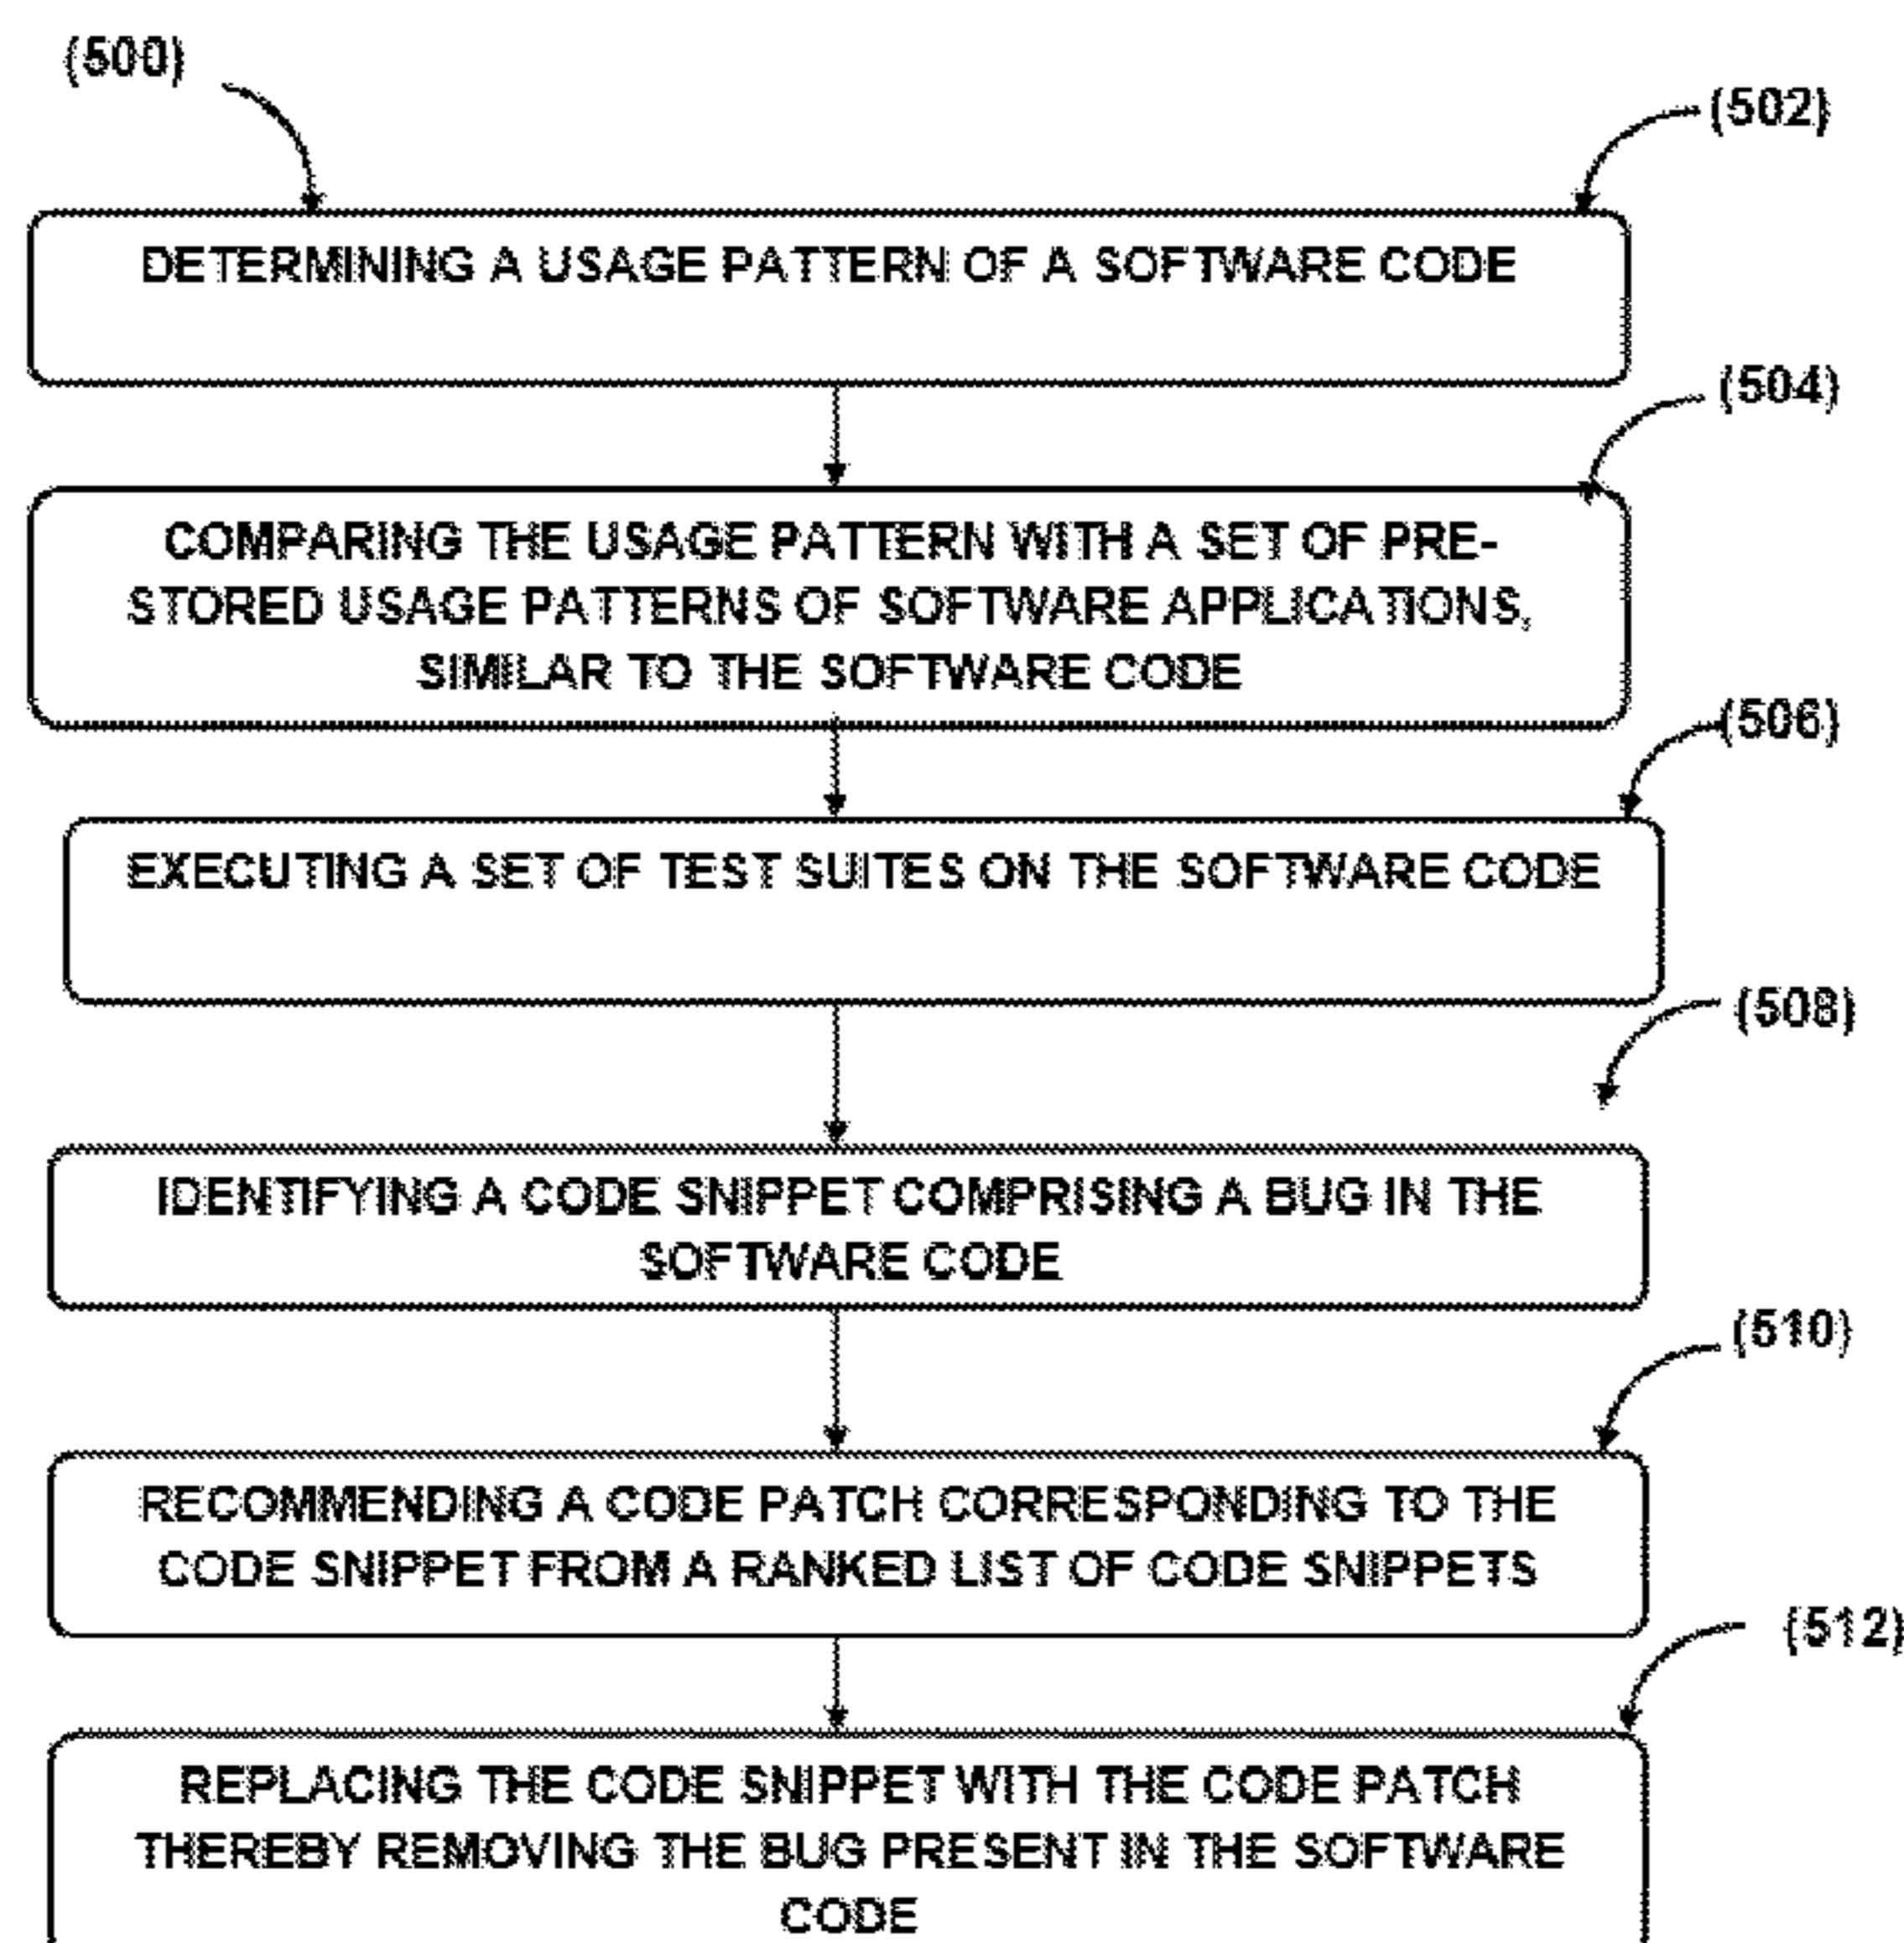 (500)
(502)
DETERMINING A USAGE PATTERN OF A SOFTWARE CODE
(504)
COMPARING THE USAGE PATTERN WITH A SET OF PRE-
STORED USAGE PATTERNS OF SOFTWARE APPLICATIONS,
SIMILAR TO THE SOFTWARE CODE
(506)
EXECUTING A SET OF TEST SUITES ON THE SOFTWARE CODE
(508)
IDENTIFYING A CODE SNIPPET COMPRISING A BUG IN THE
SOFTWARE CODE
(510)
RECOMMENDING A CODE PATCH CORRESPONDING TO THE
CODE SNIPPET FROM A RANKED LIST OF CODE SNIPPETS
(512)
REPLACING THE CODE SNIPPET WITH THE CODE PATCH
THEREBY REMOVING THE BUG PRESENT IN THE SOFTWARE
CODE